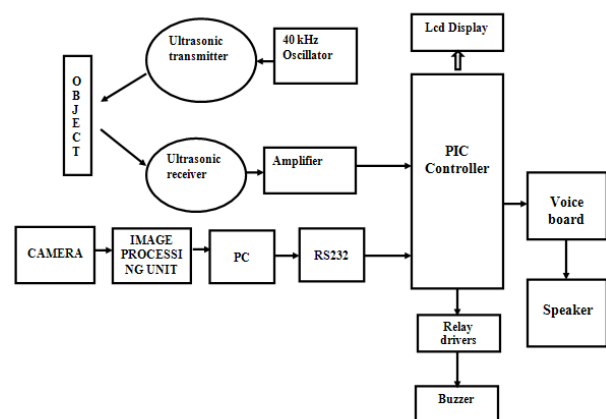 Lcd Display
Ultrasonic
transmitter
40 kHz
Oscillator
O
B
J
E
C
T
PIC
Controller
Ultrasonic
receiver
Amplifier
Voice
board
CAMERA
IMAGE
PROCESSI
NG UNIT
PC
RS232
Speaker
Relay
drivers
Buzzer